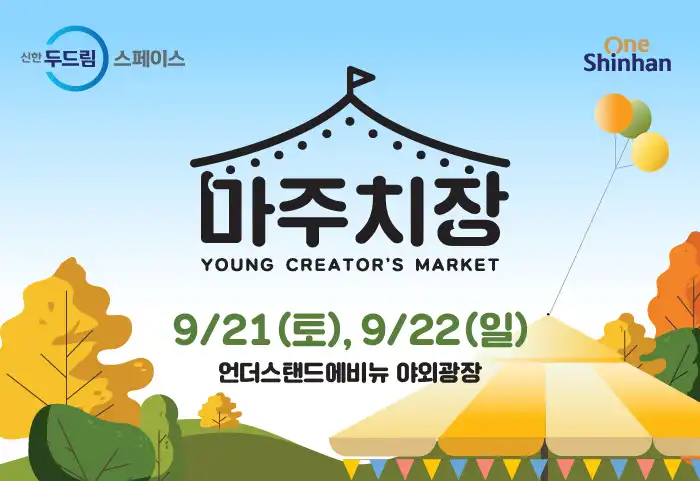 신한 두드림 스페이스
One
Shinhan
마주치장
YOUNG CREATOR'S MARKET
9/21(토), 9/22(일)
언더스탠드에비뉴 야외광장